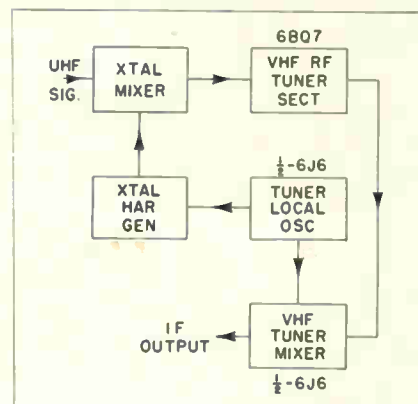 6BQ7
UHF
SIG.
XTAL
MIXER
VHF RF
TUNER
SECT
½-6J6
XTAL
HAR
GEN
TUNER
LOCAL
OSC
IF
OUTPUT
VHF
TUNER
MIXER
½-6J6